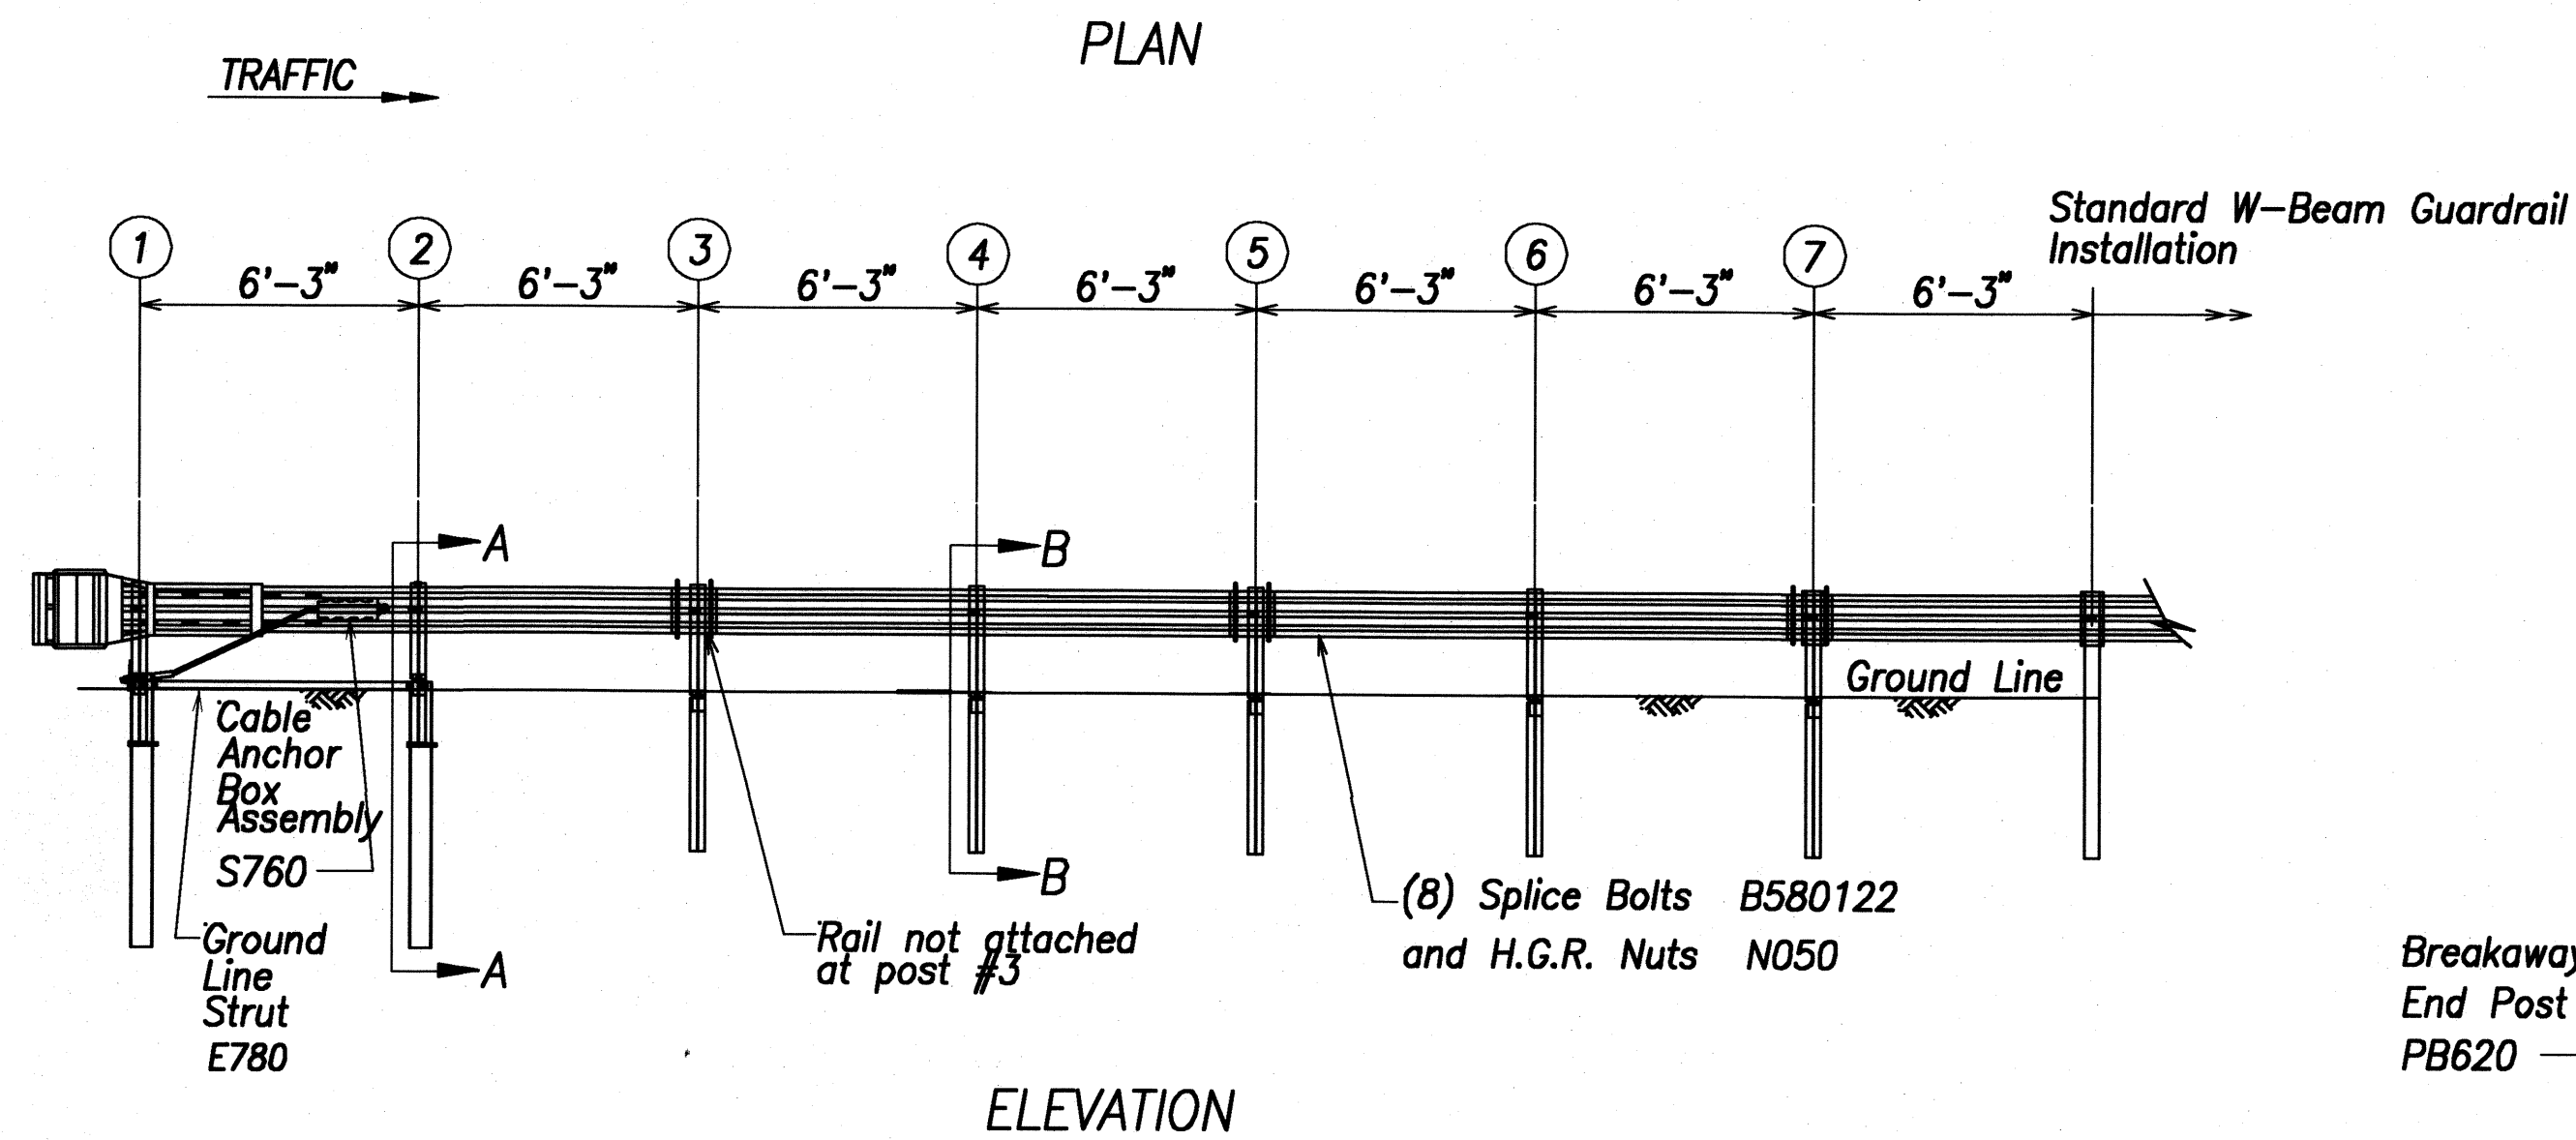 PLAN
TRAFFIC
Standard W-Beam Guardrail
Installation
1 2 3 4 5 6 7
6'-3" 6'-3" 6'-3" 6'-3" 6'-3" 6'-3" 6'-3"
A B
Ground Line
Cable
Anchor
Box
Assembly
S760
Ground
Line
Strut
E780
A B
Rail not attached
at post #3
(8) Splice Bolts B580122
and H.G.R. Nuts N050
Breakaway
End Post
PB620
ELEVATION